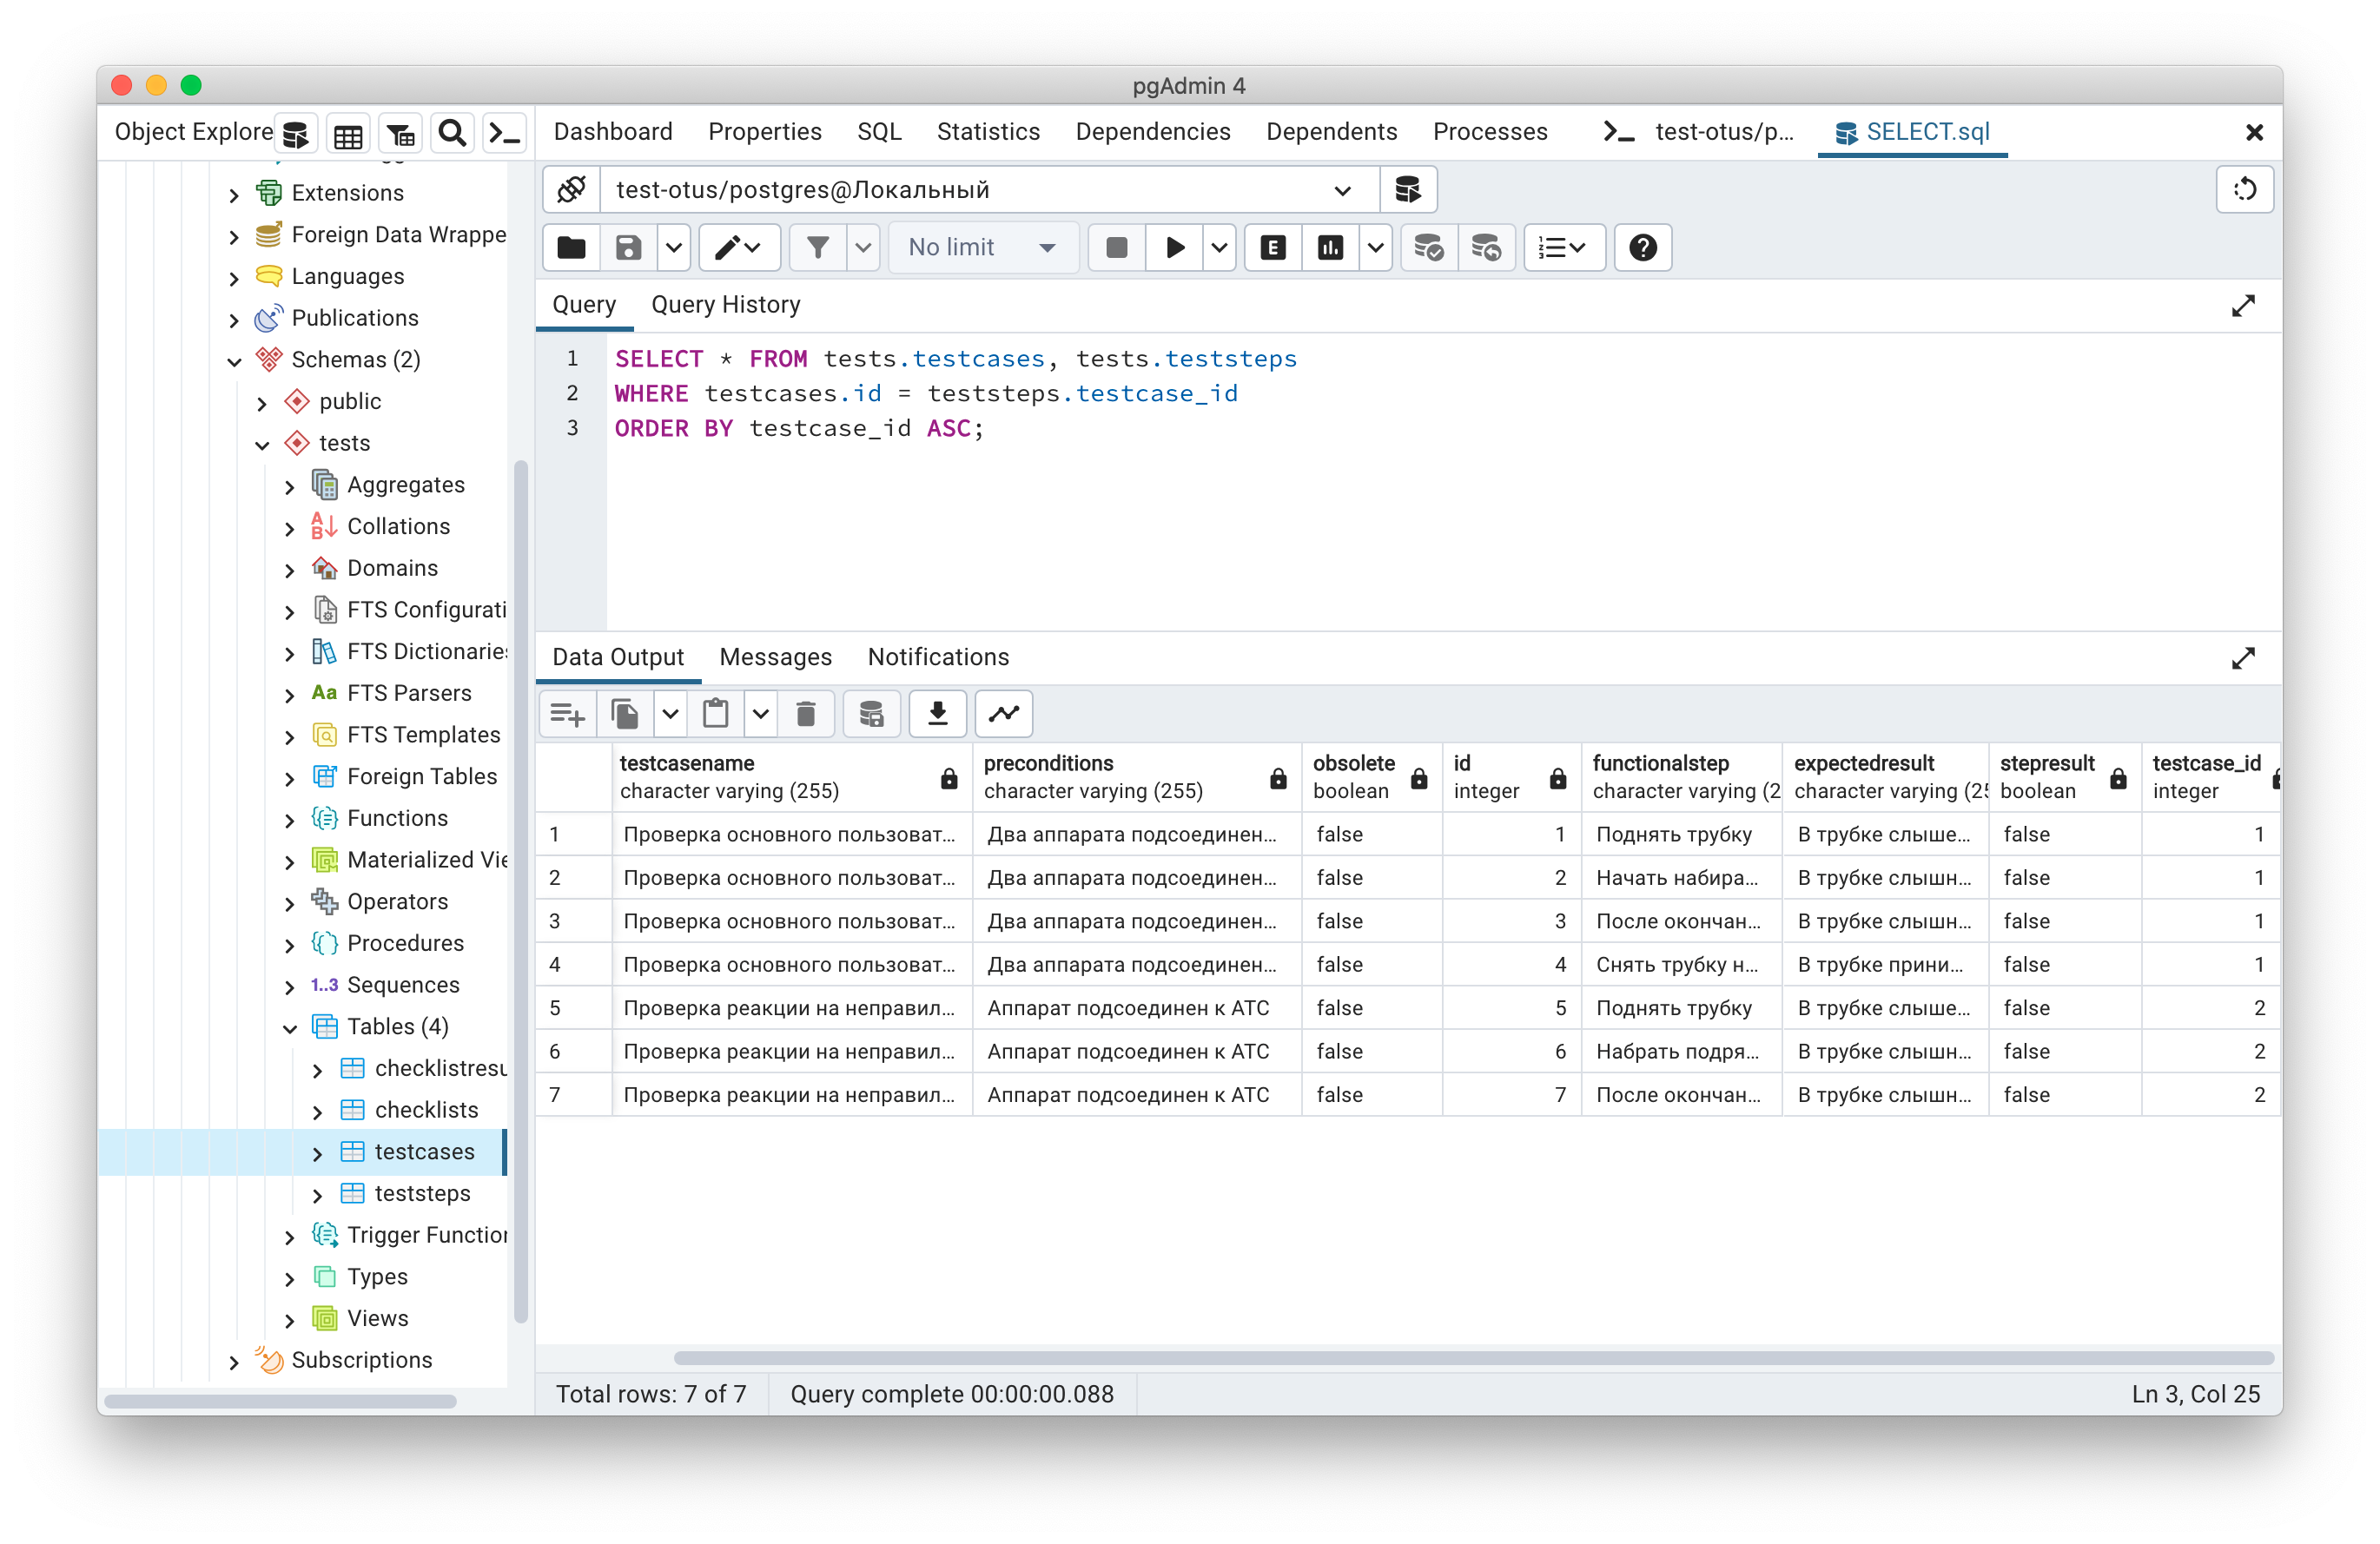 pgAdmin 4
Object Explore
Dashboard Properties SQL Statistics Dependencies Dependents Processes test-otus/p... SELECT.sql
Extensions
Foreign Data Wrappe
Languages
Publications
Schemas (2)
public
tests
Aggregates
Collations
Domains
FTS Configurati
FTS Dictionaries
Aa FTS Parsers
FTS Templates
Foreign Tables
Functions
Materialized Vie
Operators
Procedures
1..3 Sequences
Tables (4)
checklistresu
checklists
testcases
teststeps
Trigger Function
Types
Views
Subscriptions
test-otus/postgres@Локальный
No limit
E
Query Query History
1 SELECT * FROM tests.testcases, tests.teststeps
2 WHERE testcases.id = teststeps.testcase_id
3 ORDER BY testcase_id ASC;
Data Output Messages Notifications
testcasename preconditions obsolete id functionalstep expectedresult stepresult testcase_id
character varying (255) character varying (255) boolean integer character varying (2 character varying (25 boolean integer
1 Проверка основного пользоват... Два аппарата подсоединен... false 1 Поднять трубку В трубке слыше... false 1
2 Проверка основного пользоват... Два аппарата подсоединен... false 2 Начать набира... В трубке слышн... false 1
3 Проверка основного пользоват... Два аппарата подсоединен... false 3 После окончан... В трубке слышн... false 1
4 Проверка основного пользоват... Два аппарата подсоединен... false 4 Снять трубку н... В трубке прини... false 1
5 Проверка реакции на неправил... Аппарат подсоединен к АТС false 5 Поднять трубку В трубке слыше... false 2
6 Проверка реакции на неправил... Аппарат подсоединен к АТС false 6 Набрать подря... В трубке слышн... false 2
7 Проверка реакции на неправил... Аппарат подсоединен к АТС false 7 После окончан... В трубке слышн... false 2
Total rows: 7 of 7 Query complete 00:00:00.088 Ln 3, Col 25